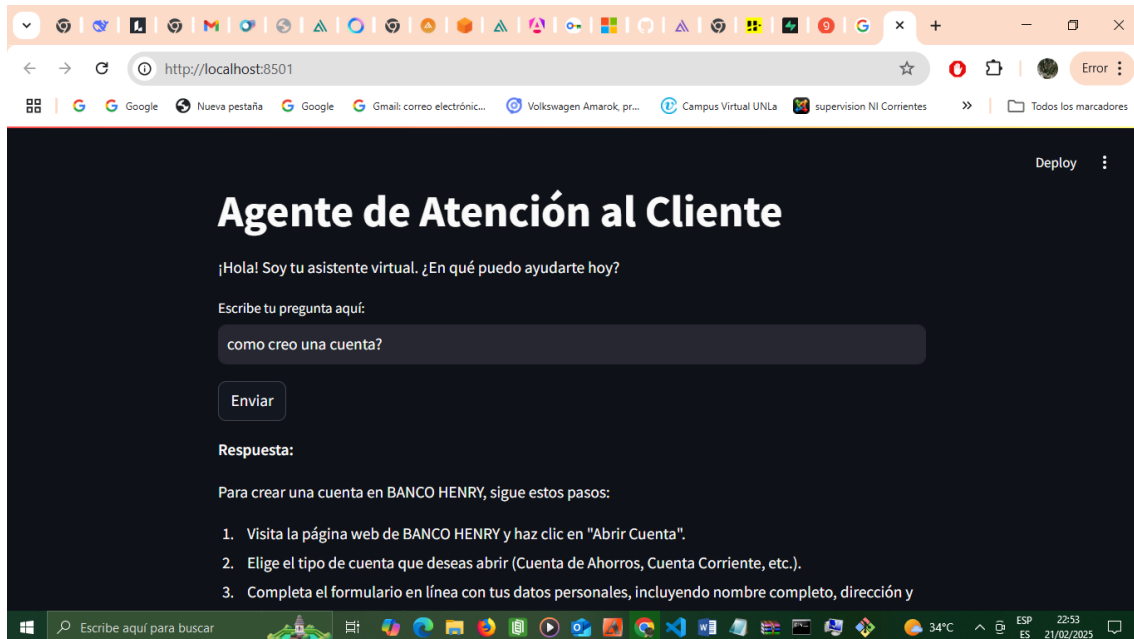 9
http://localhost:8501
Error
Google
Nueva pestaña
Google
Gmail: correo electrónic...
Volkswagen Amarok, pr...
Campus Virtual UNLa
supervision NI Corrientes
»
Todos los marcadores
Deploy
Agente de Atención al Cliente
¡Hola! Soy tu asistente virtual. ¿En qué puedo ayudarte hoy?
Escribe tu pregunta aquí:
como creo una cuenta?
Enviar
Respuesta:
Para crear una cuenta en BANCO HENRY, sigue estos pasos:
1. Visita la página web de BANCO HENRY y haz clic en "Abrir Cuenta".
2. Elige el tipo de cuenta que deseas abrir (Cuenta de Ahorros, Cuenta Corriente, etc.).
3. Completa el formulario en línea con tus datos personales, incluyendo nombre completo, dirección y
Escribe aquí para buscar
34°C
ESP
ES
22:53
21/02/2025